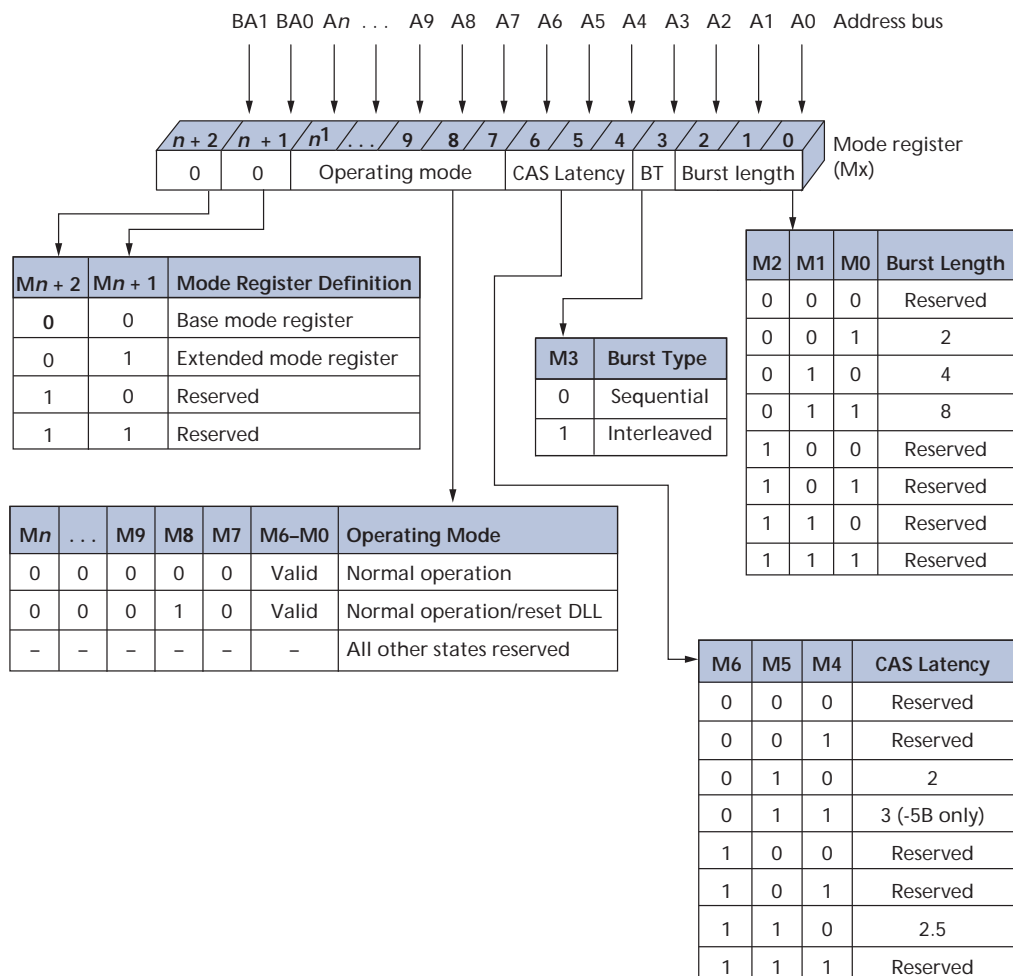 BA1 BA0 An . . . A9 A8 A7 A6 A5 A4 A3 A2 A1 A0 Address bus
n + 2 n + 1 n1 . . . 9 8 7 6 5 4 3 2 1 0
Mode register
(Mx)
0 0 Operating mode CAS Latency BT Burst length
Mn + 2 Mn + 1 Mode Register Definition
0 0 Base mode register
0 1 Extended mode register
1 0 Reserved
1 1 Reserved
M3 Burst Type
0 Sequential
1 Interleaved
M2 M1 M0 Burst Length
0 0 0 Reserved
0 0 1 2
0 1 0 4
0 1 1 8
1 0 0 Reserved
1 0 1 Reserved
1 1 0 Reserved
1 1 1 Reserved
Mn . . . M9 M8 M7 M6–M0 Operating Mode
0 0 0 0 0 Valid Normal operation
0 0 0 1 0 Valid Normal operation/reset DLL
– – – – – – All other states reserved
M6 M5 M4 CAS Latency
0 0 0 Reserved
0 0 1 Reserved
0 1 0 2
0 1 1 3 (-5B only)
1 0 0 Reserved
1 0 1 Reserved
1 1 0 2.5
1 1 1 Reserved